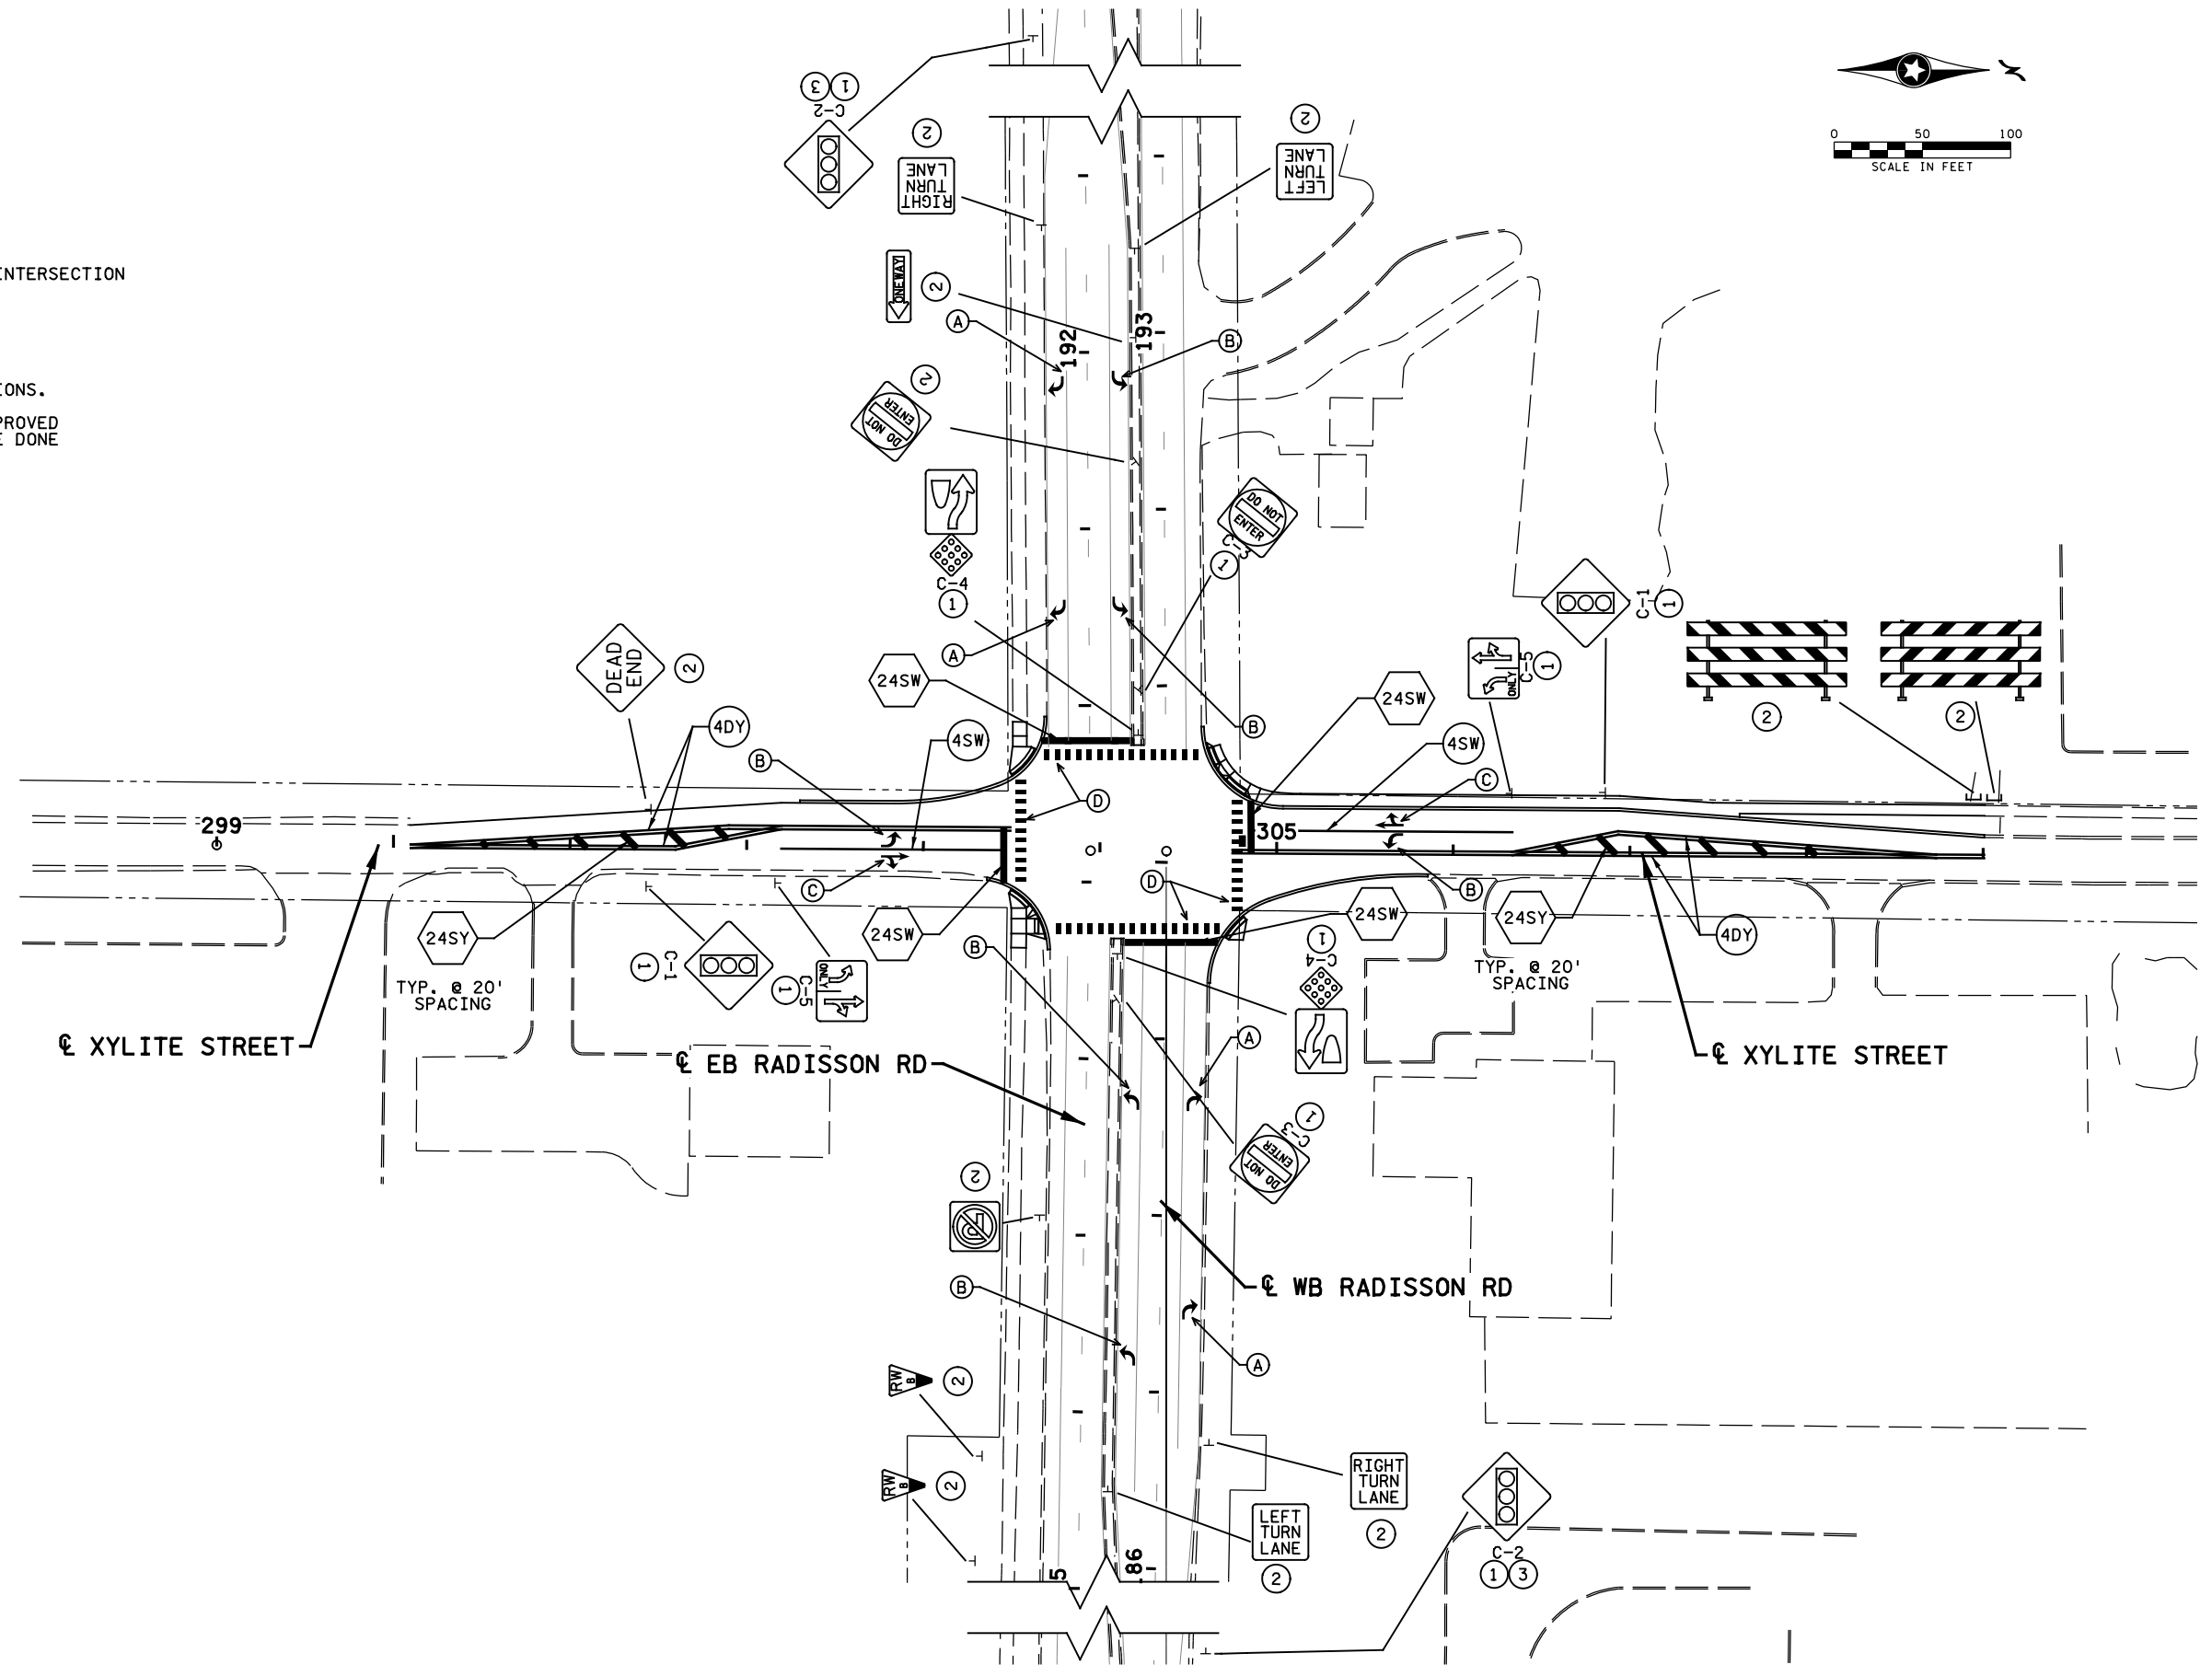 0 50 100
SCALE IN FEET
N
3 1
C-2
2
RIGHT
TURN
LANE
2
LEFT
TURN
LANE
INTERSECTION
ONEWAY
2
A
192
193
B
IONS.
PROVED
E DONE
2
DO NOT
ENTER
DO NOT
ENTER
C-3
1
C-4
1
A
24SW
B
DEAD
END
2
4DY
B
4SW
D
24SW
4SW
C
C-5
1
ONLY
C-1
1
2
2
299
305
C
24SW
D
24SW
B
24SY
TYP. @ 20'
SPACING
4DY
24SY
TYP. @ 20'
SPACING
1
C-1
1
C-5
ONLY
B
1
C-4
A
℄ XYLITE STREET
℄ EB RADISSON RD
℄ XYLITE STREET
1
C-3
DO NOT
ENTER
2
P
B
℄ WB RADISSON RD
A
RW
B
2
RW
B
2
RIGHT
TURN
LANE
2
LEFT
TURN
LANE
2
C-2
1 3
5
86